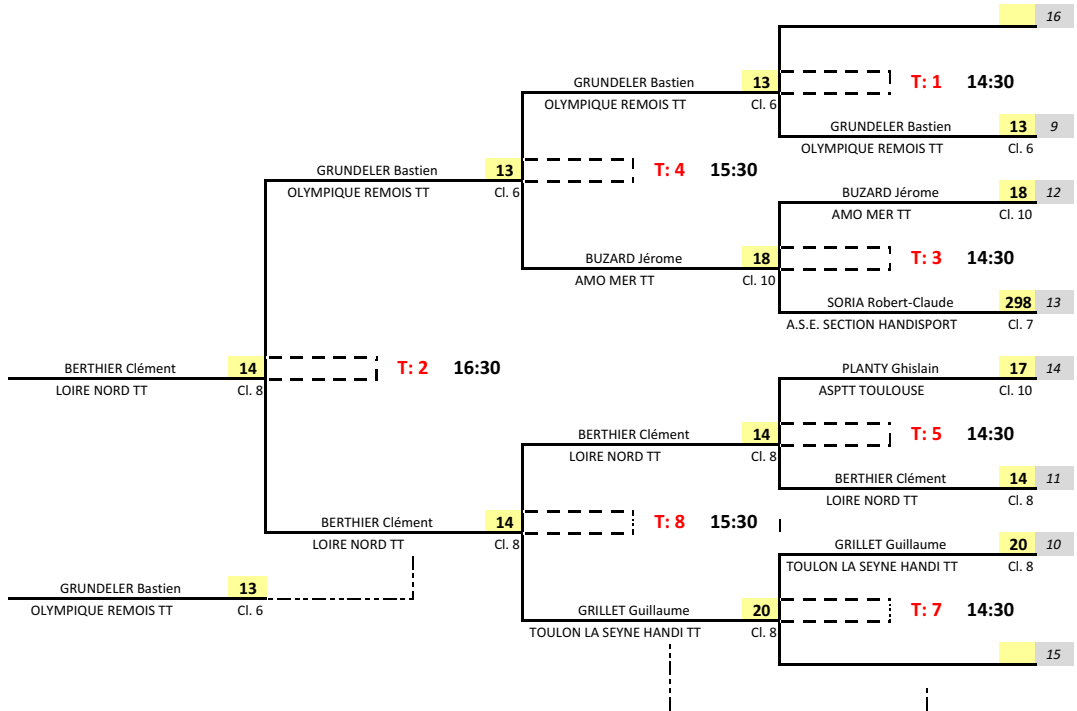 16
GRUNDELER Bastien 13 T: 1 14:30
OLYMPIQUE REMOIS TT Cl. 6
GRUNDELER Bastien 13 9
OLYMPIQUE REMOIS TT Cl. 6
GRUNDELER Bastien 13 T: 4 15:30
OLYMPIQUE REMOIS TT Cl. 6
BUZARD Jérome 18 12
AMO MER TT Cl. 10
BUZARD Jérome 18 T: 3 14:30
AMO MER TT Cl. 10
SORIA Robert-Claude 298 13
A.S.E. SECTION HANDISPORT Cl. 7
BERTHIER Clément 14 T: 2 16:30
LOIRE NORD TT Cl. 8
PLANTY Ghislain 17 14
ASPTT TOULOUSE Cl. 10
BERTHIER Clément 14 T: 5 14:30
LOIRE NORD TT Cl. 8
BERTHIER Clément 14 11
LOIRE NORD TT Cl. 8
BERTHIER Clément 14 T: 8 15:30
LOIRE NORD TT Cl. 8
GRILLET Guillaume 20 10
TOULON LA SEYNE HANDI TT Cl. 8
GRUNDELER Bastien 13
OLYMPIQUE REMOIS TT Cl. 6
GRILLET Guillaume 20 T: 7 14:30
TOULON LA SEYNE HANDI TT Cl. 8
15